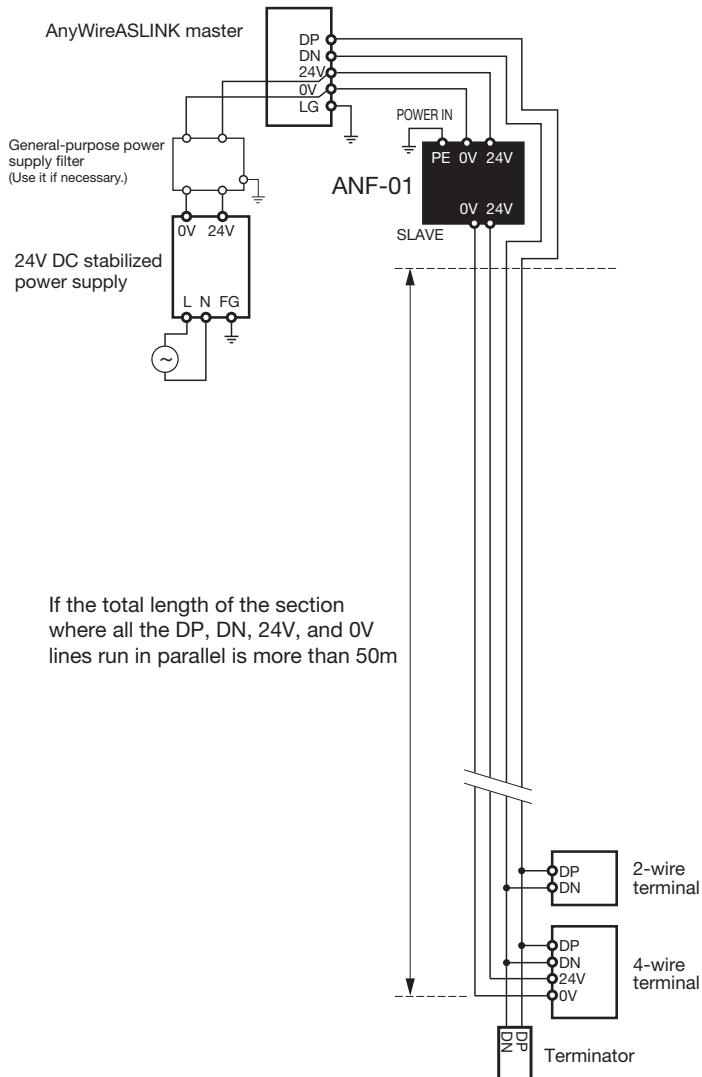 AnyWireASLINK master
DP
DN
24V
0V
LG
General-purpose power
supply filter
(Use it if necessary.)
POWER IN
PE 0V 24V
ANF-01
0V 24V
SLAVE
0V 24V
24V DC stabilized
power supply
L N FG
~
If the total length of the section
where all the DP, DN, 24V, and 0V
lines run in parallel is more than 50m
DP
DN
2-wire
terminal
DP
DN
24V
0V
4-wire
terminal
DN
DP
Terminator